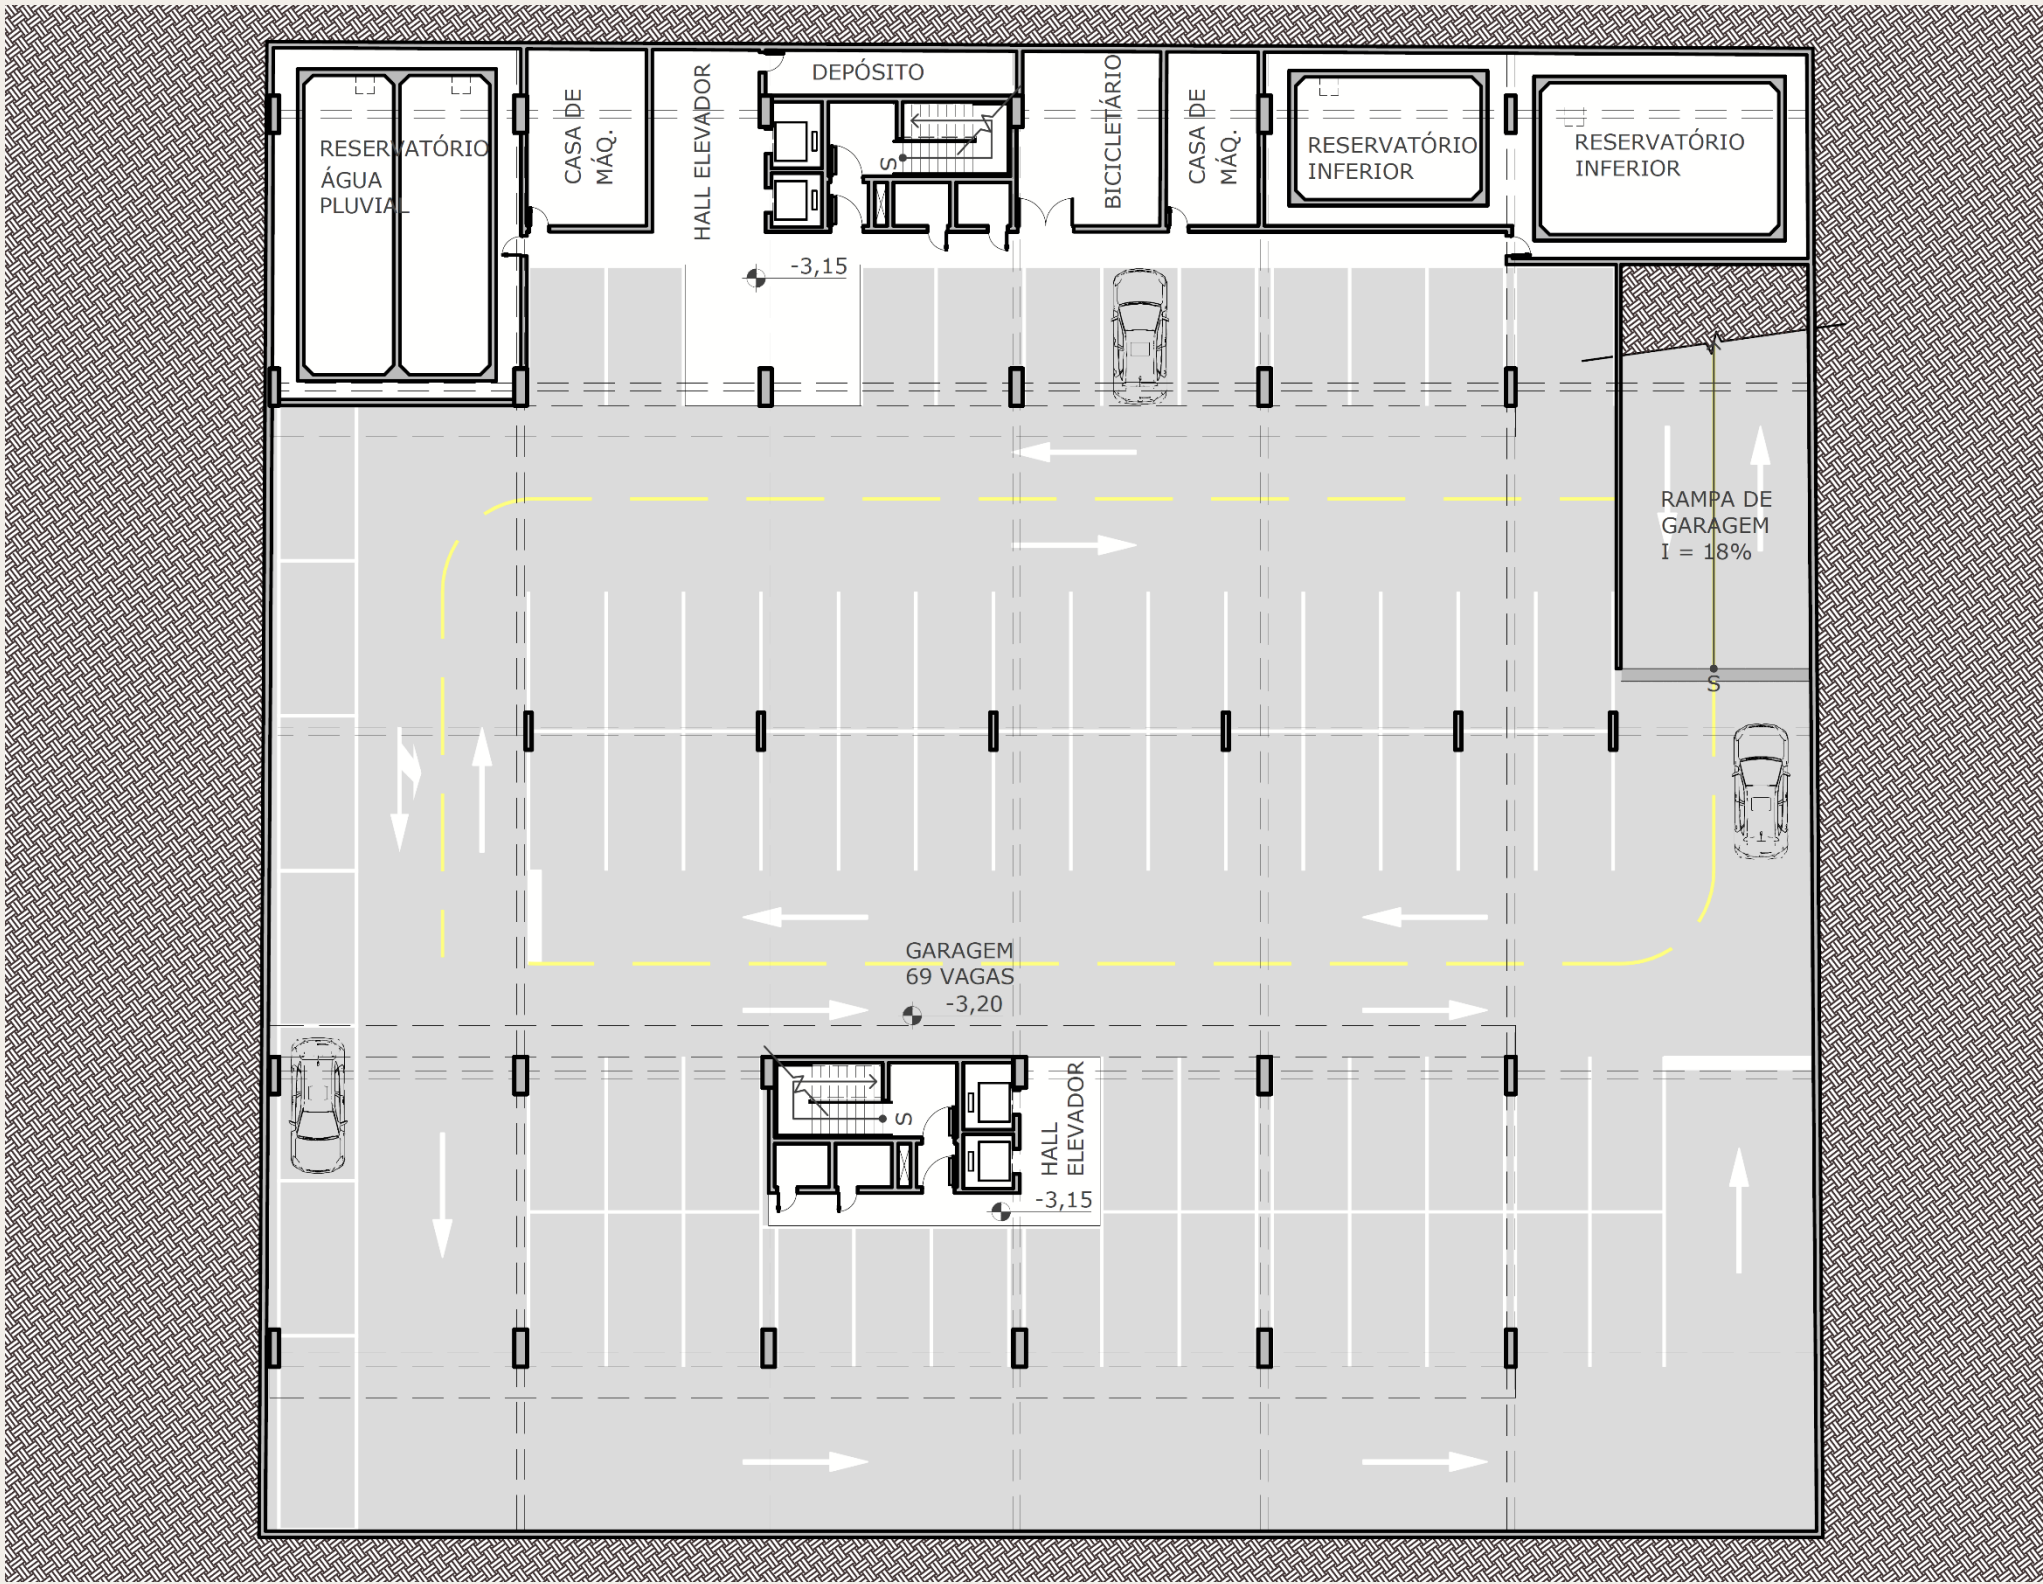 DEPÓSITO
RESERVATÓRIO
ÁGUA
PLUVIAL
CASA DE
MÁQ.
HALL ELEVADOR
S
BICICLETÁRIO
CASA DE
MÁQ.
RESERVATÓRIO
INFERIOR
RESERVATÓRIO
INFERIOR
-3,15
RAMPA DE
GARAGEM
I = 18%
S
GARAGEM
69 VAGAS
-3,20
S
HALL
ELEVADOR
-3,15